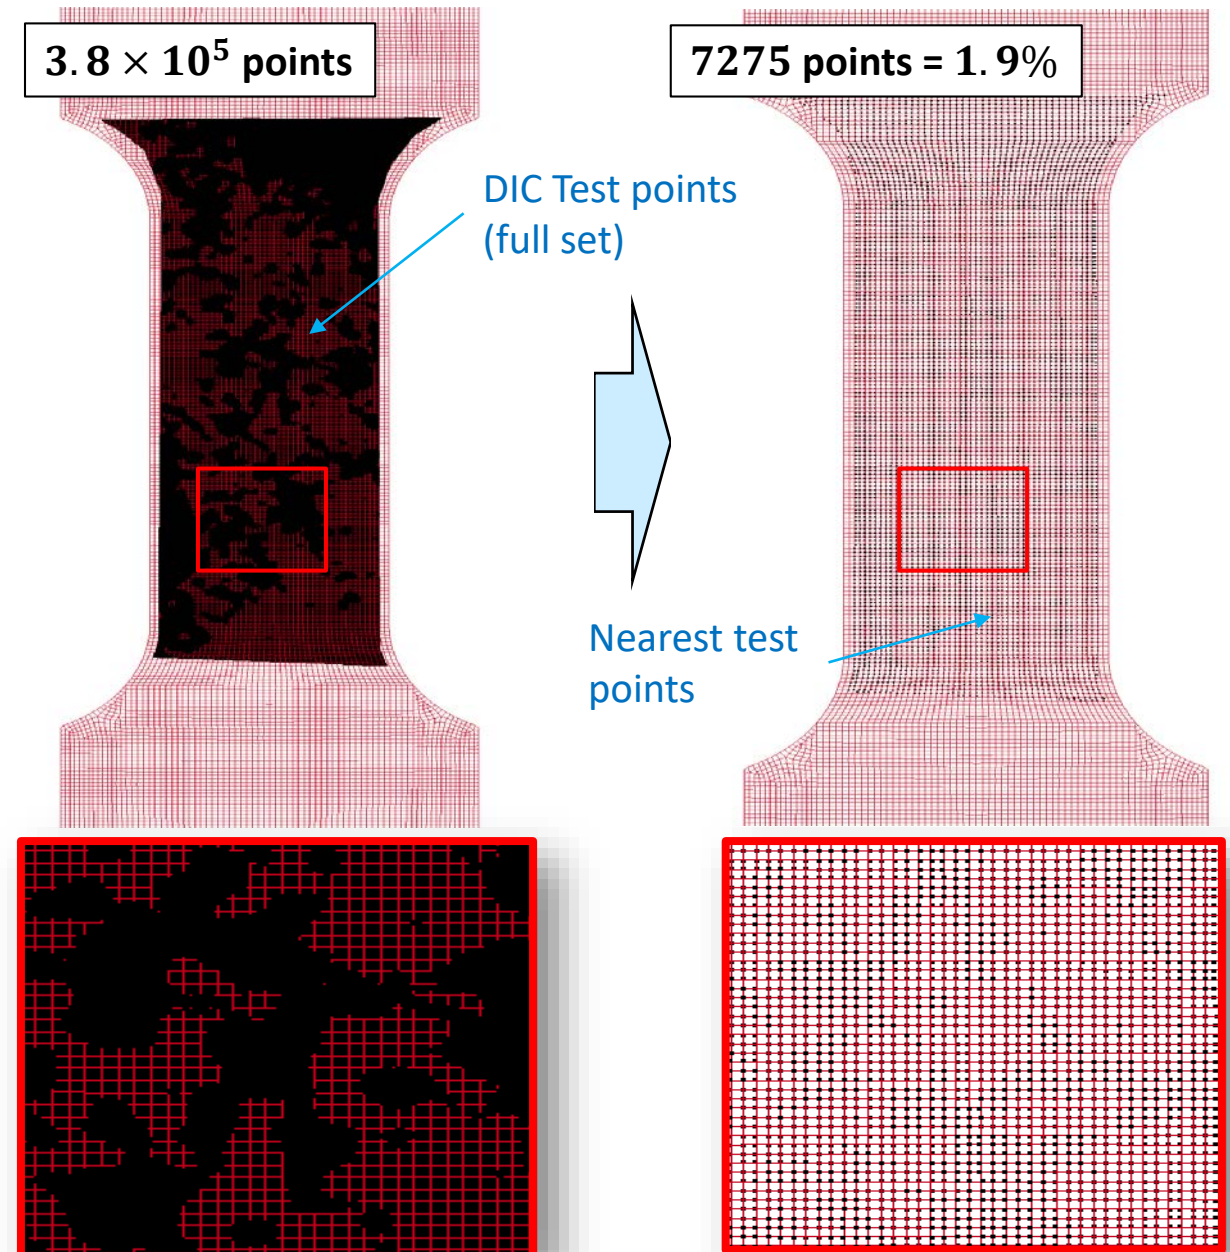 3.8 × 10⁵ points
7275 points = 1.9%
DIC Test points
(full set)
Nearest test
points